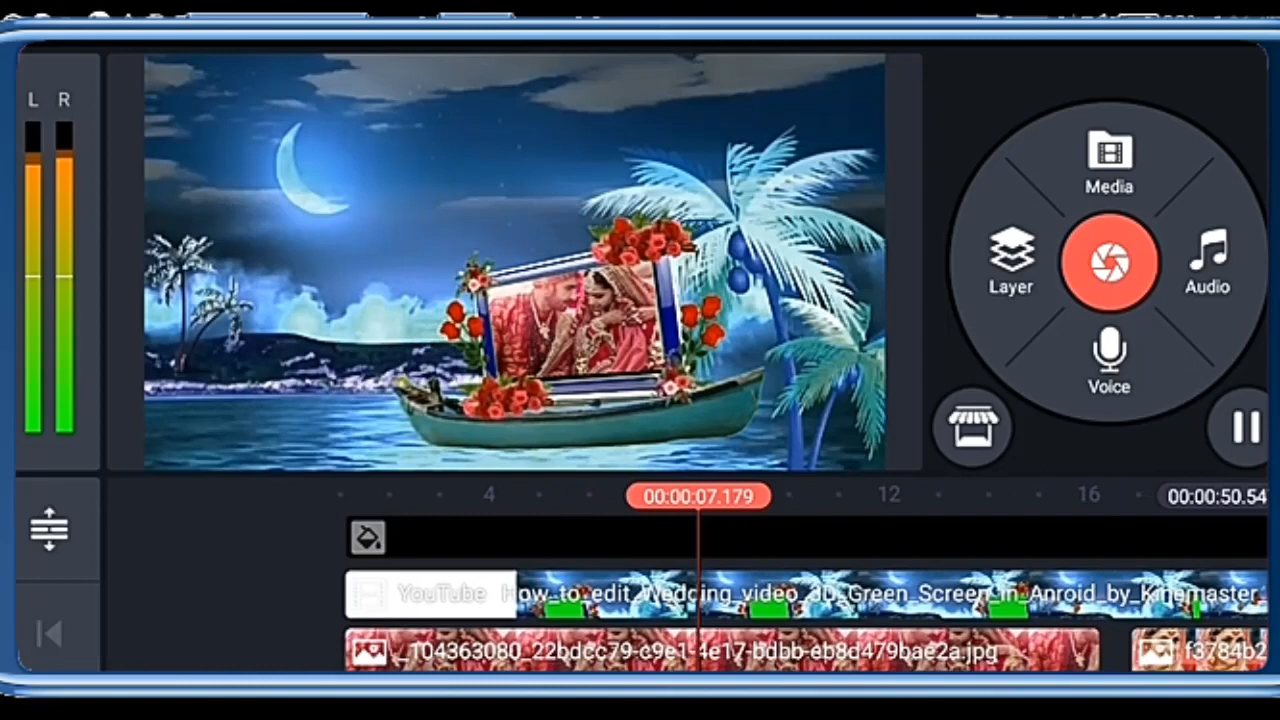 L R
Media
Layer
Audio
Voice
4
00:00:07.179
12
16
00:00:50.54
YouTube How_to_edit_Wedding_video_3D_Green_Screen_in_Anroid_by_Kinemaster_
_104363080_22bdcc79-c9e1-4e17-bdbb-eb8d479bae2a.jpg
f3784b2